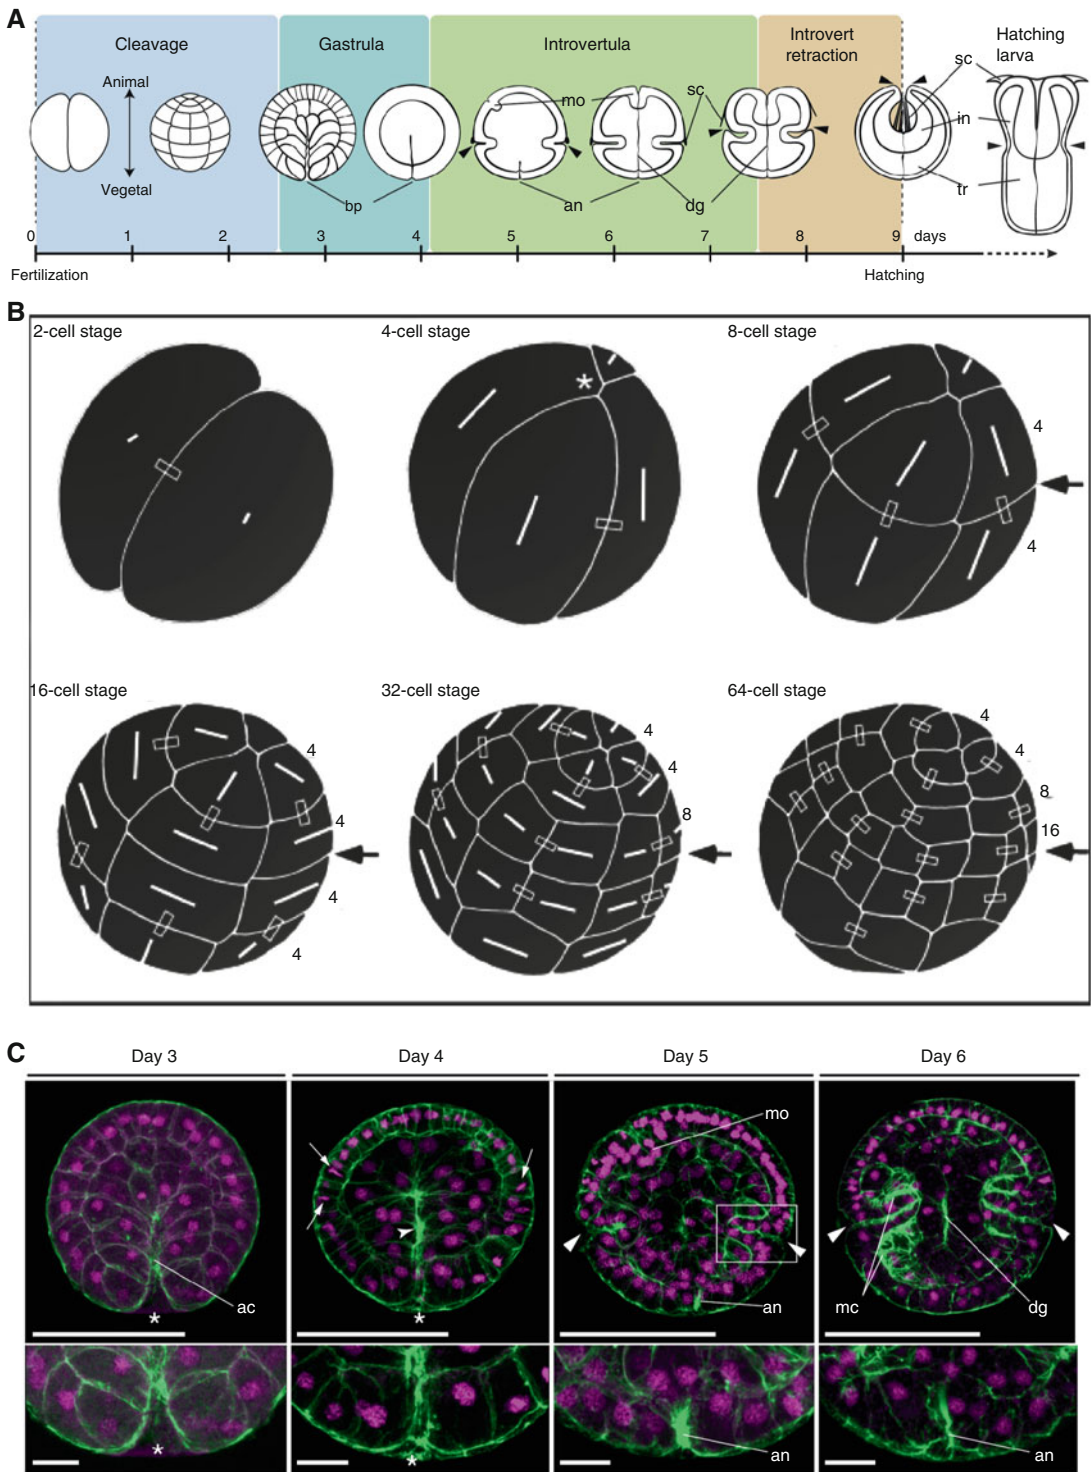 A
Cleavage
Gastrula
Introvertula
Introvert
retraction
Hatching
larva
Animal
Vegetal
mo
sc
sc
in
tr
bp
an
dg
0 1 2 3 4 5 6 7 8 9 days
Fertilization
Hatching
B
2-cell stage
4-cell stage
8-cell stage
*
4
4
16-cell stage
32-cell stage
64-cell stage
4
4
4
4
4
4
8
4
4
8
16
C
Day 3
Day 4
Day 5
Day 6
mo
ac
an
mc
dg
*
*
an
an
*
*